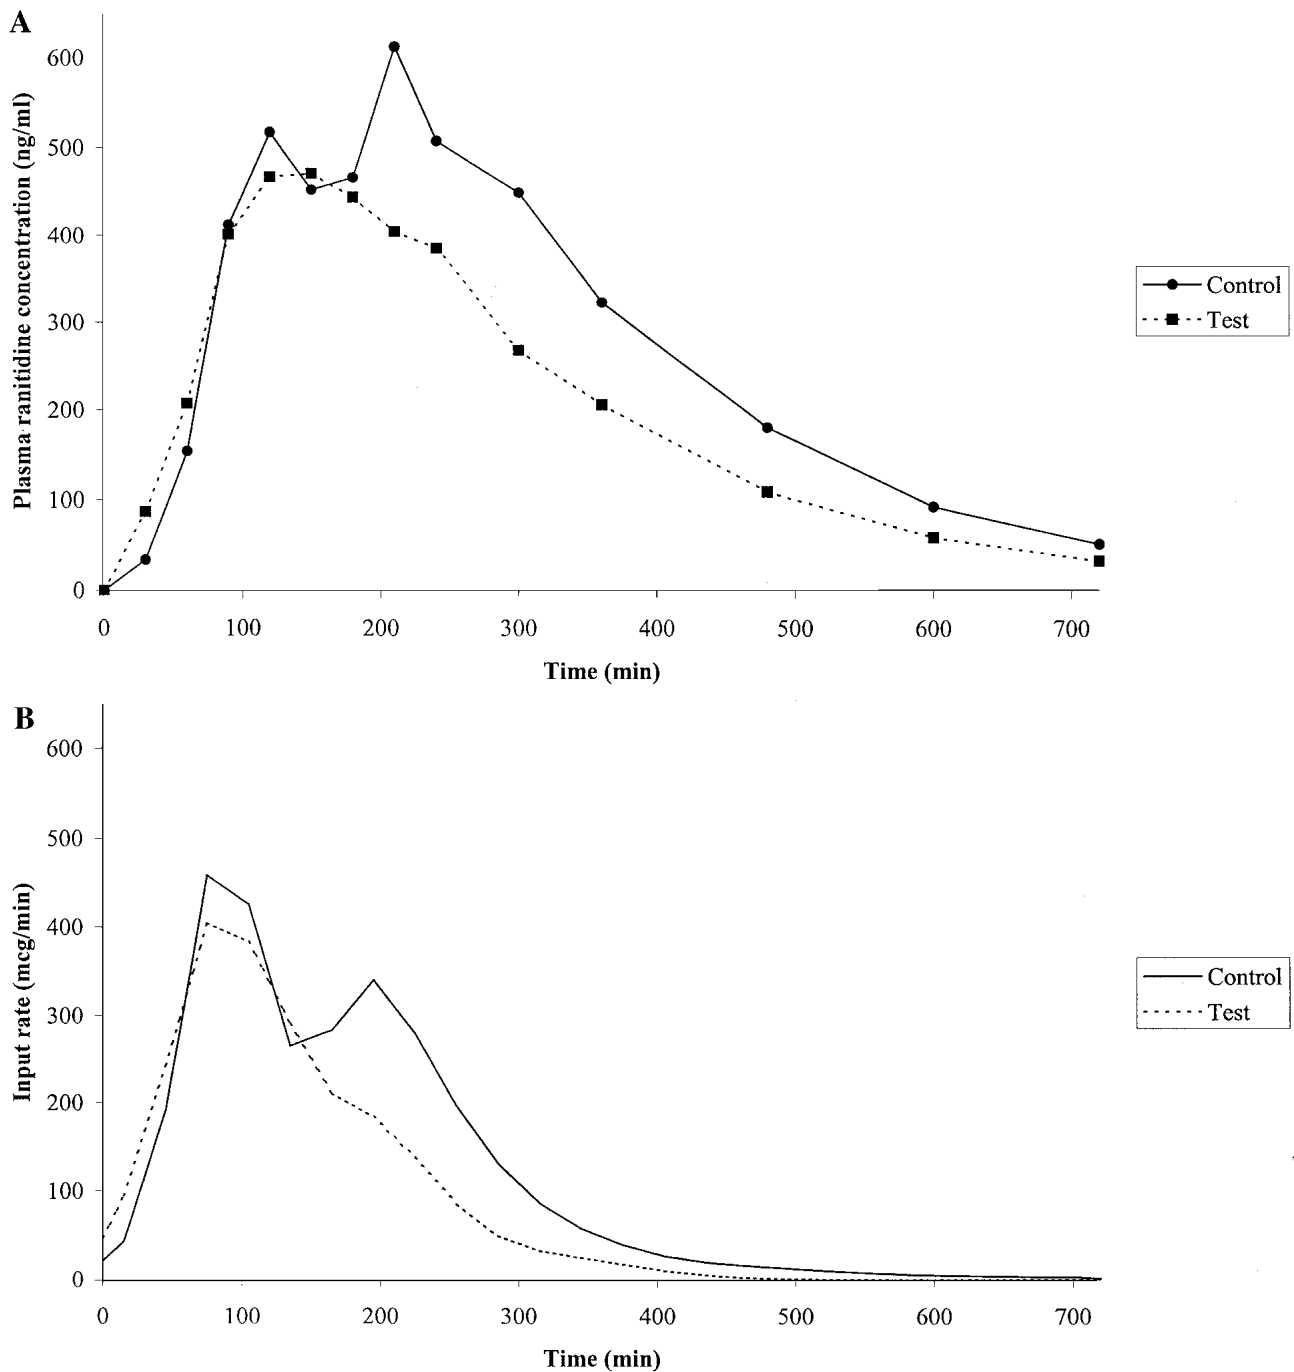 A
Plasma ranitidine concentration (ng/ml)
600
500
400
300
200
100
0
0 100 200 300 400 500 600 700
Time (min)
Control
Test
B
Input rate (mcg/min)
600
500
400
300
200
100
0
0 100 200 300 400 500 600 700
Time (min)
Control
Test